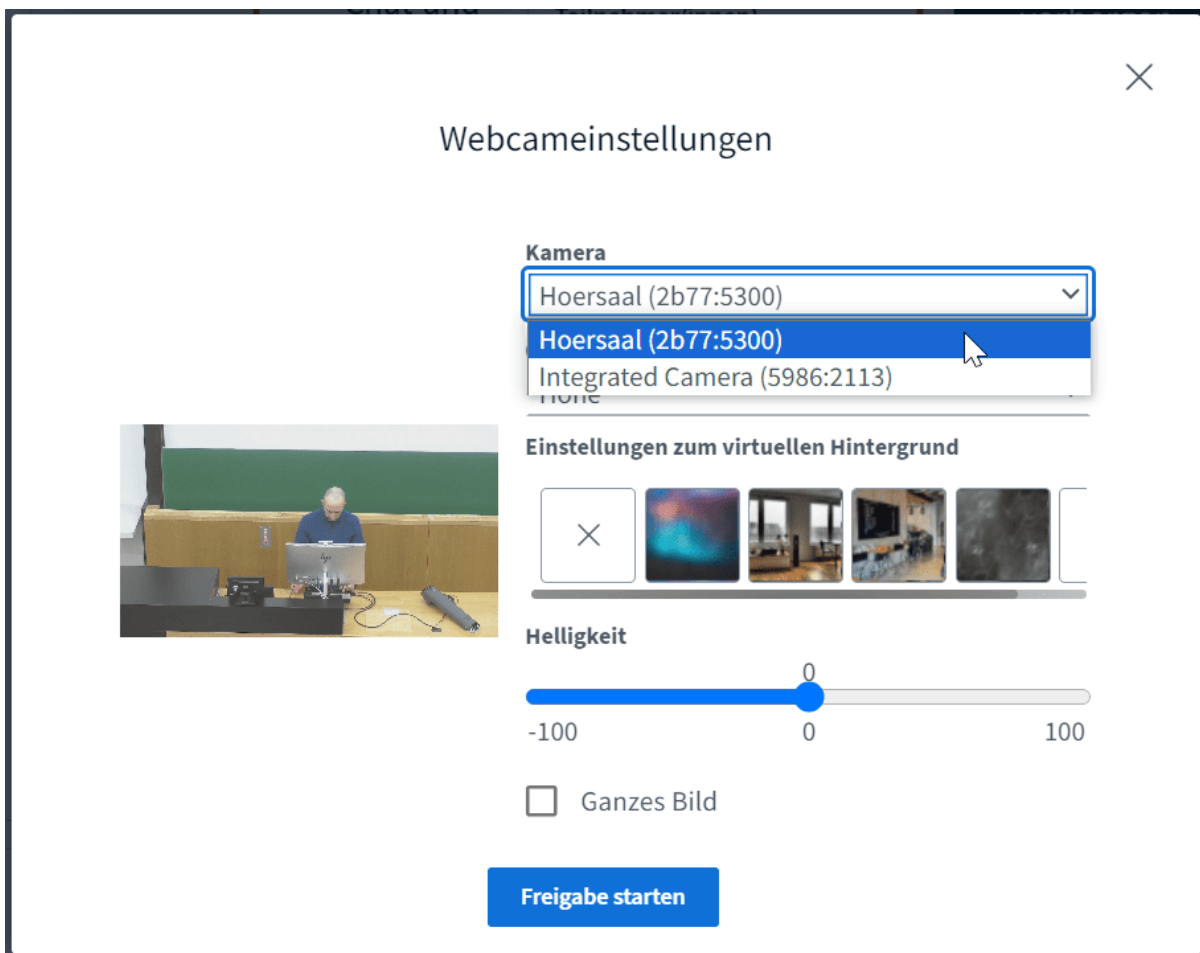 Webcameinstellungen
Kamera
Hoersaal (2b77:5300)
Hoersaal (2b77:5300)
Integrated Camera (5986:2113)
Einstellungen zum virtuellen Hintergrund
Helligkeit
0
-100 0 100
Ganzes Bild
Freigabe starten